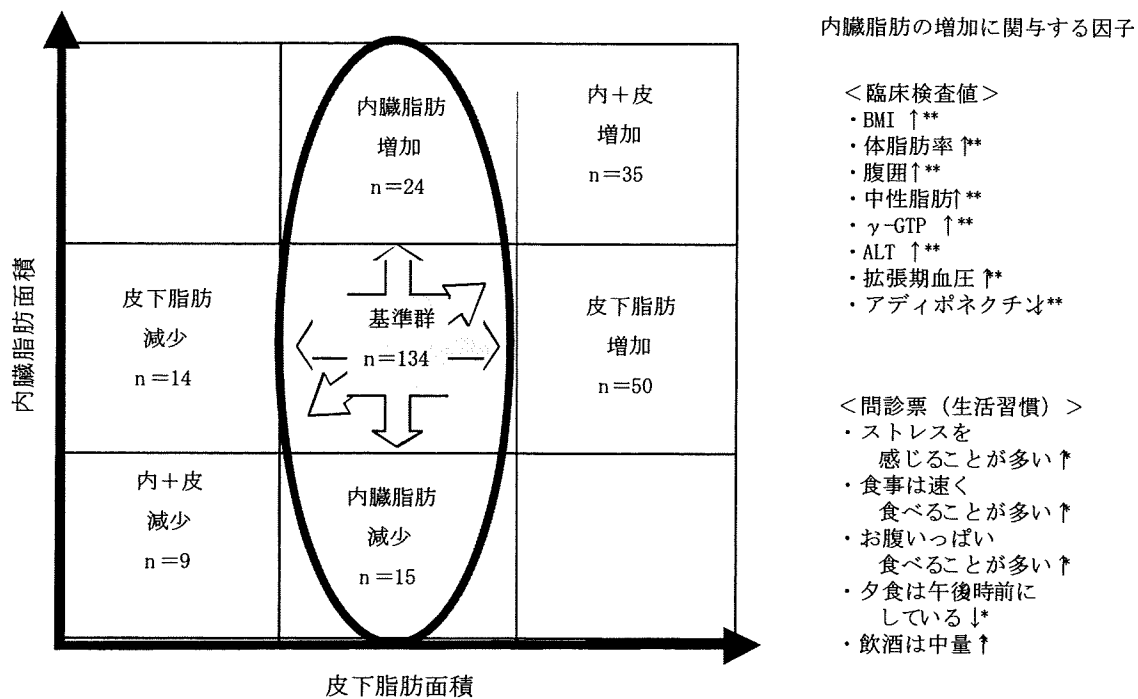 内臓脂肪の増加に関与する因子
内臓脂肪
増加
n=24
内+皮
増加
n=35
皮下脂肪
減少
n=14
基準群
n=134
皮下脂肪
増加
n=50
内+皮
減少
n=9
内臓脂肪
減少
n=15
内臓脂肪面積
皮下脂肪面積
<臨床検査値>
・BMI ↑**
・体脂肪率↑**
・腹囲↑**
・中性脂肪↑**
・γ-GTP ↑**
・ALT ↑**
・拡張期血圧↑**
・アディポネクチン↓**
<問診票(生活習慣)>
・ストレスを
感じることが多い↑*
・食事は速く
食べることが多い↑*
・お腹いっぱい
食べることが多い↑*
・夕食は午後時前に
している↓*
・飲酒は中量↑*